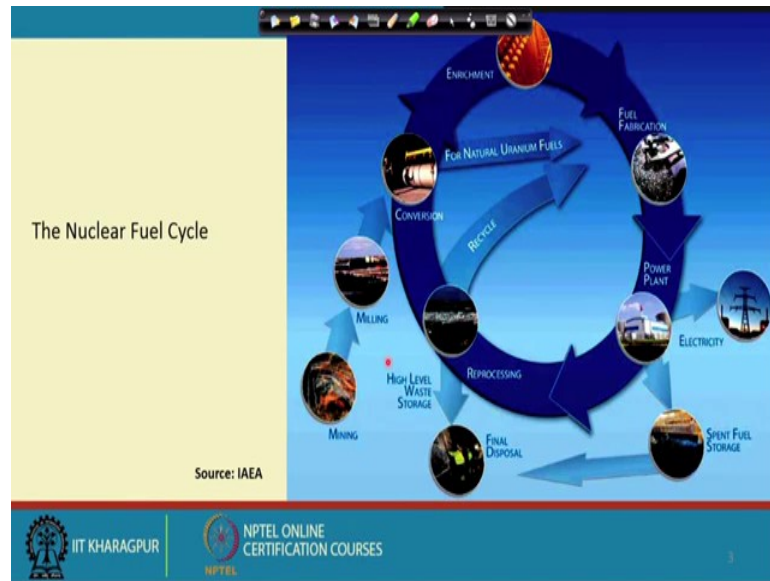 The Nuclear Fuel Cycle
Source: IAEA
ENRICHMENT
FUEL
FABRICATION
FOR NATURAL URANIUM FUELS
CONVERSION
RECYCLE
POWER
PLANT
MILLING
ELECTRICITY
REPROCESSING
HIGH LEVEL
WASTE
STORAGE
MINING
FINAL
DISPOSAL
SPENT FUEL
STORAGE
IIT KHARAGPUR
NPTEL
NPTEL ONLINE
CERTIFICATION COURSES
3